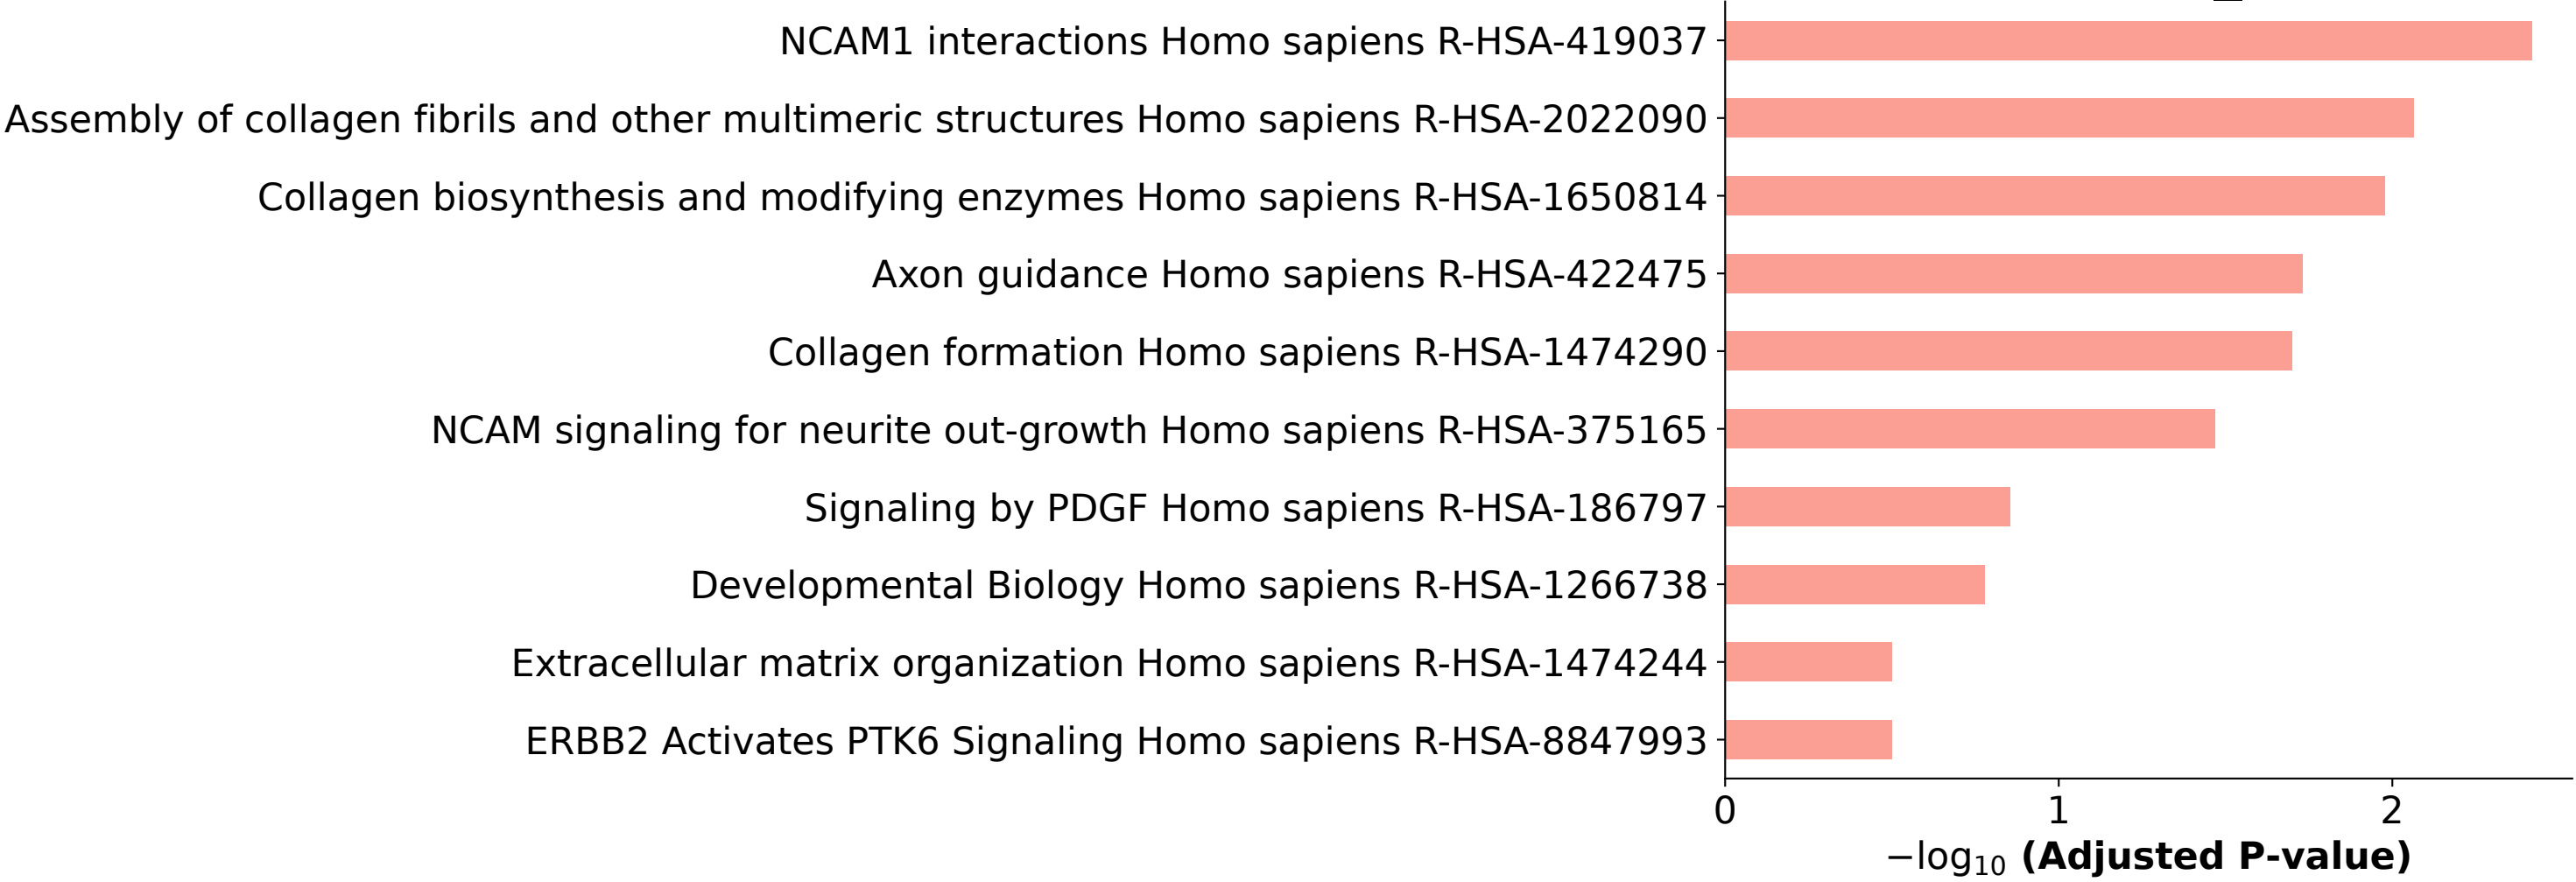 NCAM1 interactions Homo sapiens R-HSA-419037
Assembly of collagen fibrils and other multimeric structures Homo sapiens R-HSA-2022090
Collagen biosynthesis and modifying enzymes Homo sapiens R-HSA-1650814
Axon guidance Homo sapiens R-HSA-422475
Collagen formation Homo sapiens R-HSA-1474290
NCAM signaling for neurite out-growth Homo sapiens R-HSA-375165
Signaling by PDGF Homo sapiens R-HSA-186797
Developmental Biology Homo sapiens R-HSA-1266738
Extracellular matrix organization Homo sapiens R-HSA-1474244
ERBB2 Activates PTK6 Signaling Homo sapiens R-HSA-8847993
0 1 2
−log₁₀ (Adjusted P-value)